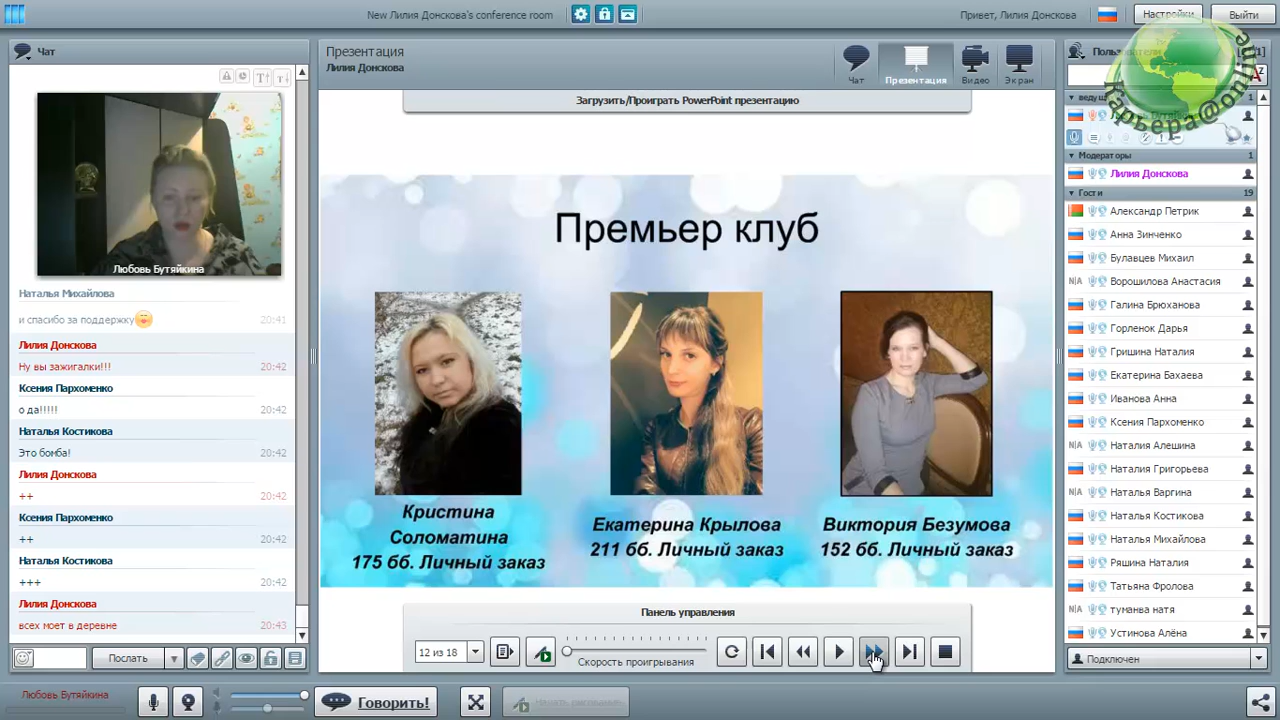 New Лилия Донскова's conference room
Привет, Лилия Донскова
Настройки
Выйти
Чат
Любовь Бутяйкина
Наталья Михайлова
и спасибо за поддержку
20:41
Лилия Донскова
Ну вы зажигалки!!!
20:42
Ксения Пархоменко
о да!!!!!
20:42
Наталья Костикова
Это бомба!
20:42
Лилия Донскова
++
20:42
Ксения Пархоменко
++
20:42
Наталья Костикова
+++
20:42
Лилия Донскова
всех моет в деревне
20:43
Послать
Презентация
Лилия Донскова
Чат
Презентация
Видео
Экран
Загрузить/Проиграть PowerPoint презентацию
Премьер клуб
Кристина
Соломатина
175 бб. Личный заказ
Екатерина Крылова
211 бб. Личный заказ
Виктория Безумова
152 бб. Личный заказ
Панель управления
12 из 18
Скорость проигрывания
Пользователи
карьера@online
ведущ
1
Модераторы
1
Лилия Донскова
Гости
19
Александр Петрик
Анна Зинченко
Булавцев Михаил
N/A Ворошилова Анастасия
Галина Брюханова
Горленок Дарья
Гришина Наталия
Екатерина Бахаева
Иванова Анна
Ксения Пархоменко
N/A Наталия Алешина
Наталия Григорьева
N/A Наталья Варгина
Наталья Костикова
Наталья Михайлова
Ряшина Наталия
Татьяна Фролова
N/A туманва натя
Устинова Алёна
Подключен
Любовь Бутяйкина
Говорить!